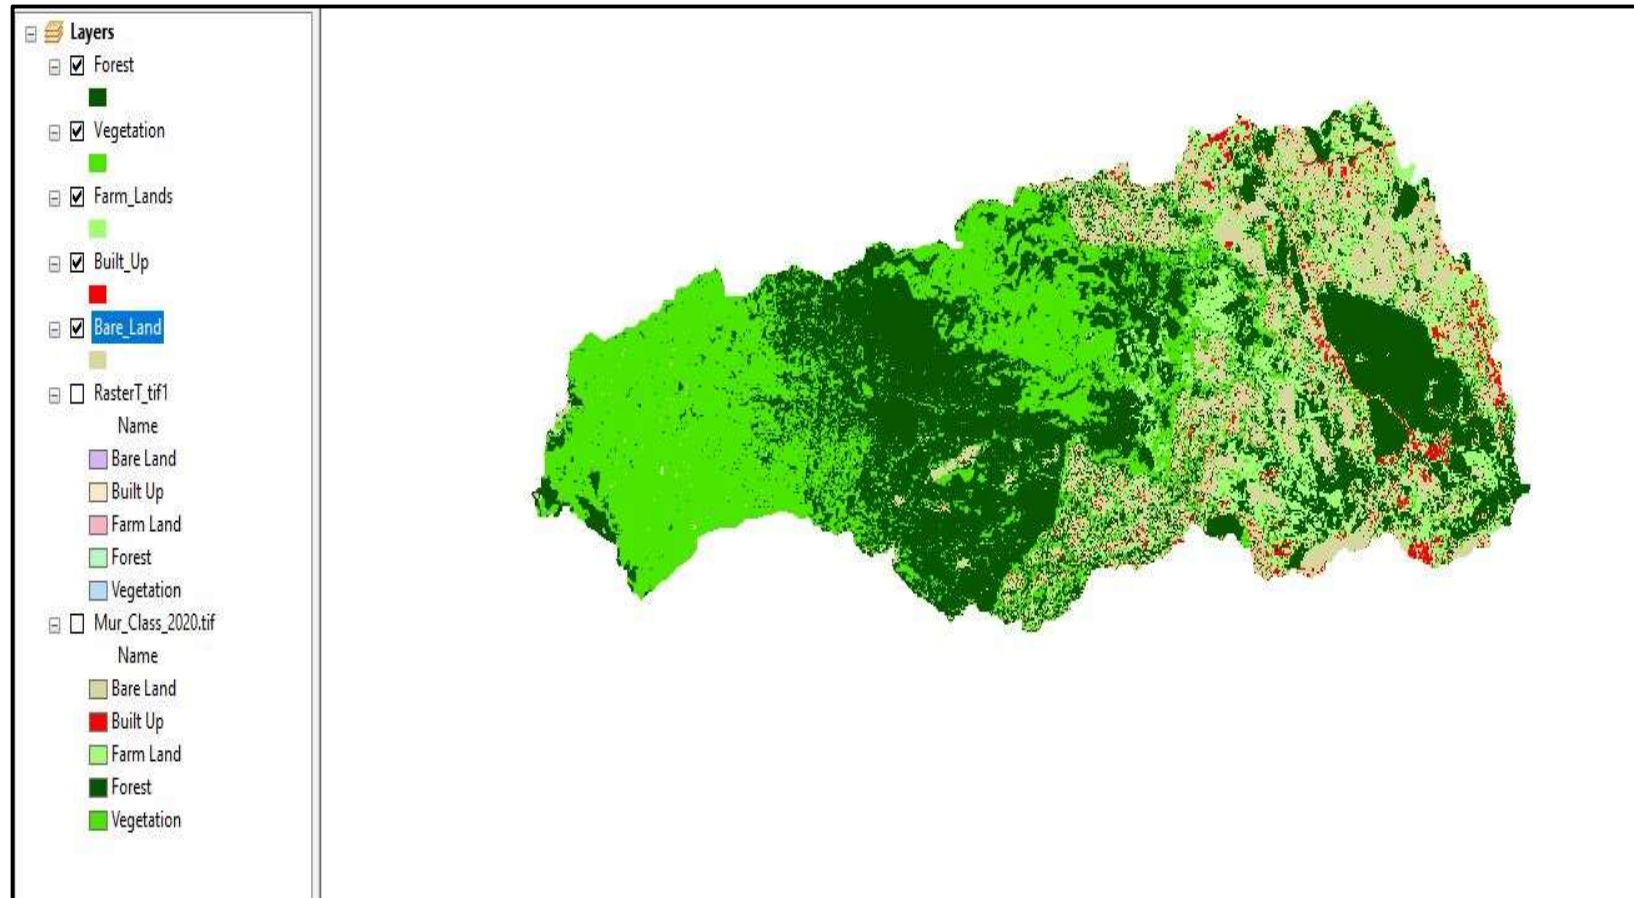 Layers
Forest
Vegetation
Farm_Lands
Built_Up
Bare_Land
RasterT_tif1
Name
Bare Land
Built Up
Farm Land
Forest
Vegetation
Mur_Class_2020.tif
Name
Bare Land
Built Up
Farm Land
Forest
Vegetation